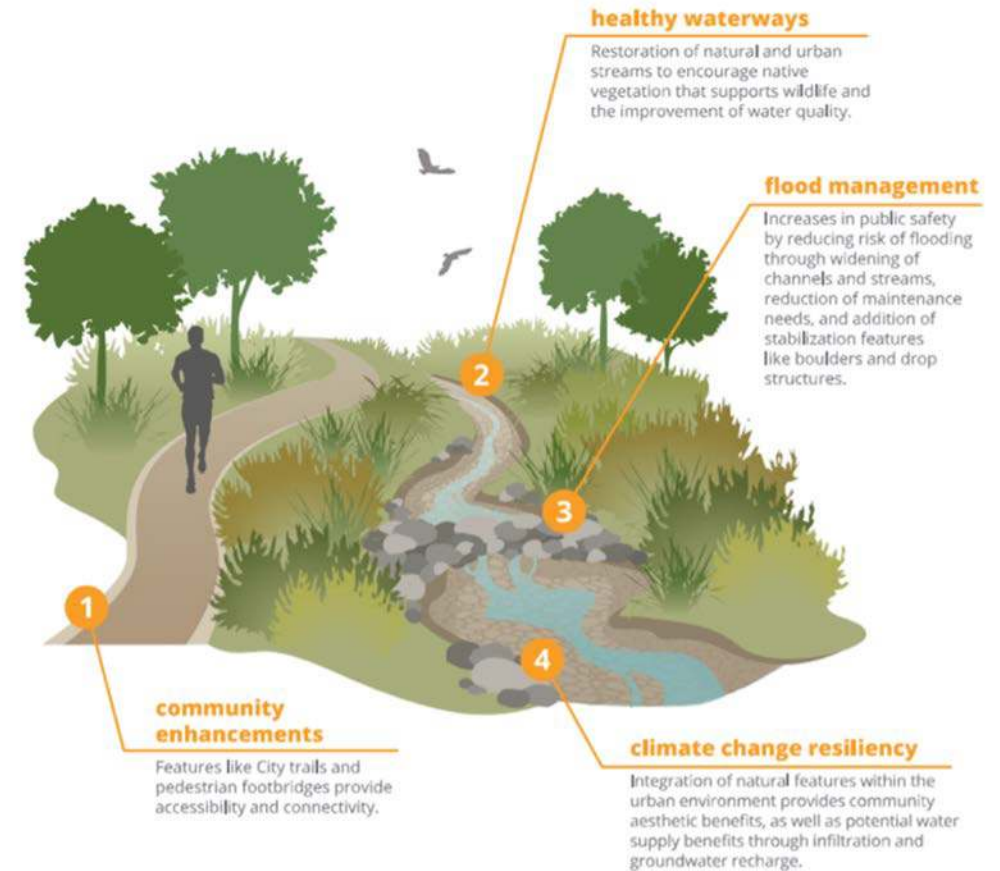 healthy waterways
Restoration of natural and urban
streams to encourage native
vegetation that supports wildlife and
the improvement of water quality.
flood management
Increases in public safety
by reducing risk of flooding
through widening of
channels and streams,
reduction of maintenance
needs, and addition of
stabilization features
like boulders and drop
structures.
2
3
1
4
community
enhancements
Features like City trails and
pedestrian footbridges provide
accessibility and connectivity.
climate change resiliency
Integration of natural features within the
urban environment provides community
aesthetic benefits, as well as potential water
supply benefits through infiltration and
groundwater recharge.